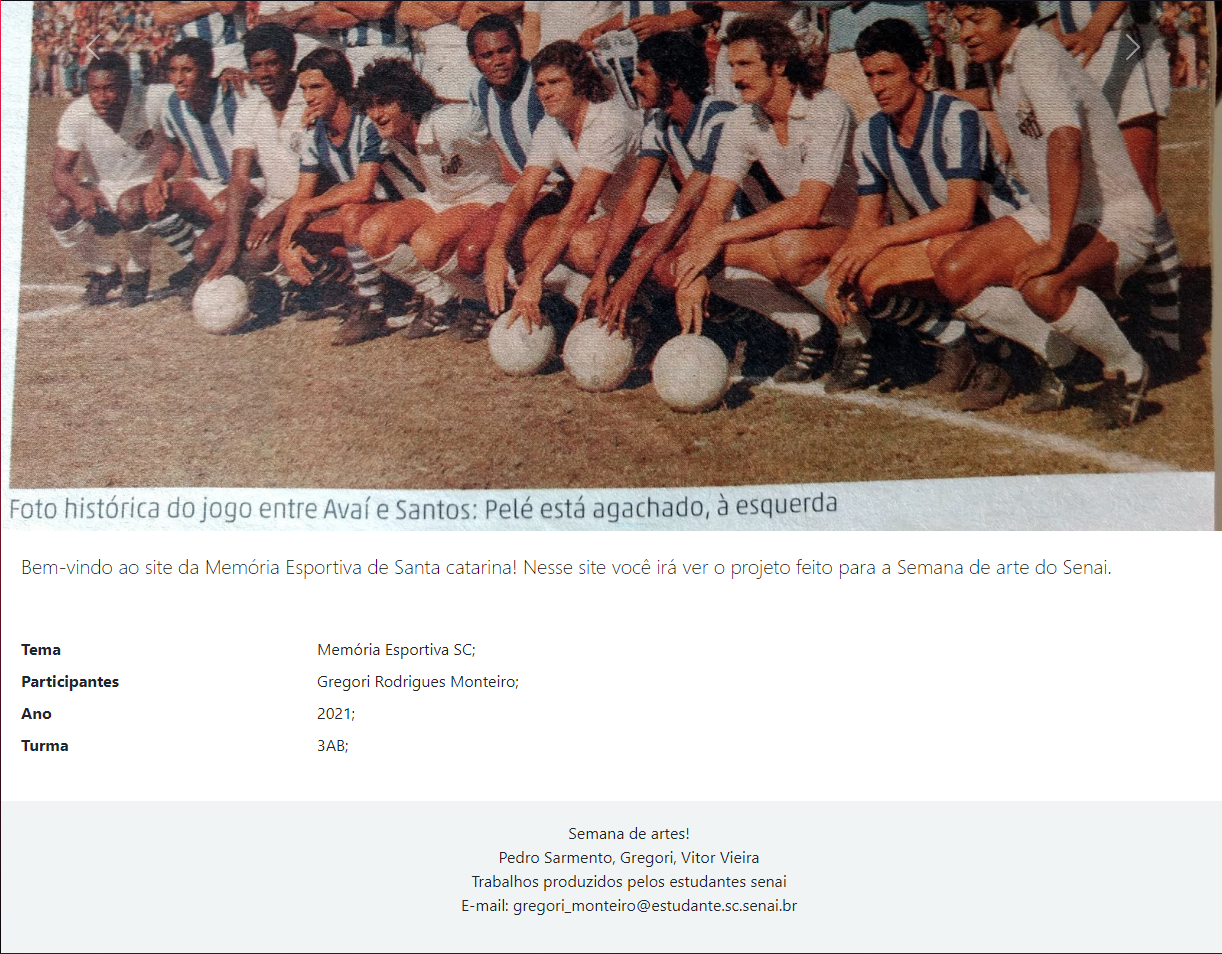 Foto histórica do jogo entre Avaí e Santos: Pelé está agachado, à esquerda
Bem-vindo ao site da Memória Esportiva de Santa catarina! Nesse site você irá ver o projeto feito para a Semana de arte do Senai.
Tema Memória Esportiva SC;
Participantes Gregori Rodrigues Monteiro;
Ano 2021;
Turma 3AB;
Semana de artes!
Pedro Sarmento, Gregori, Vitor Vieira
Trabalhos produzidos pelos estudantes senai
E-mail: gregori_monteiro@estudante.sc.senai.br